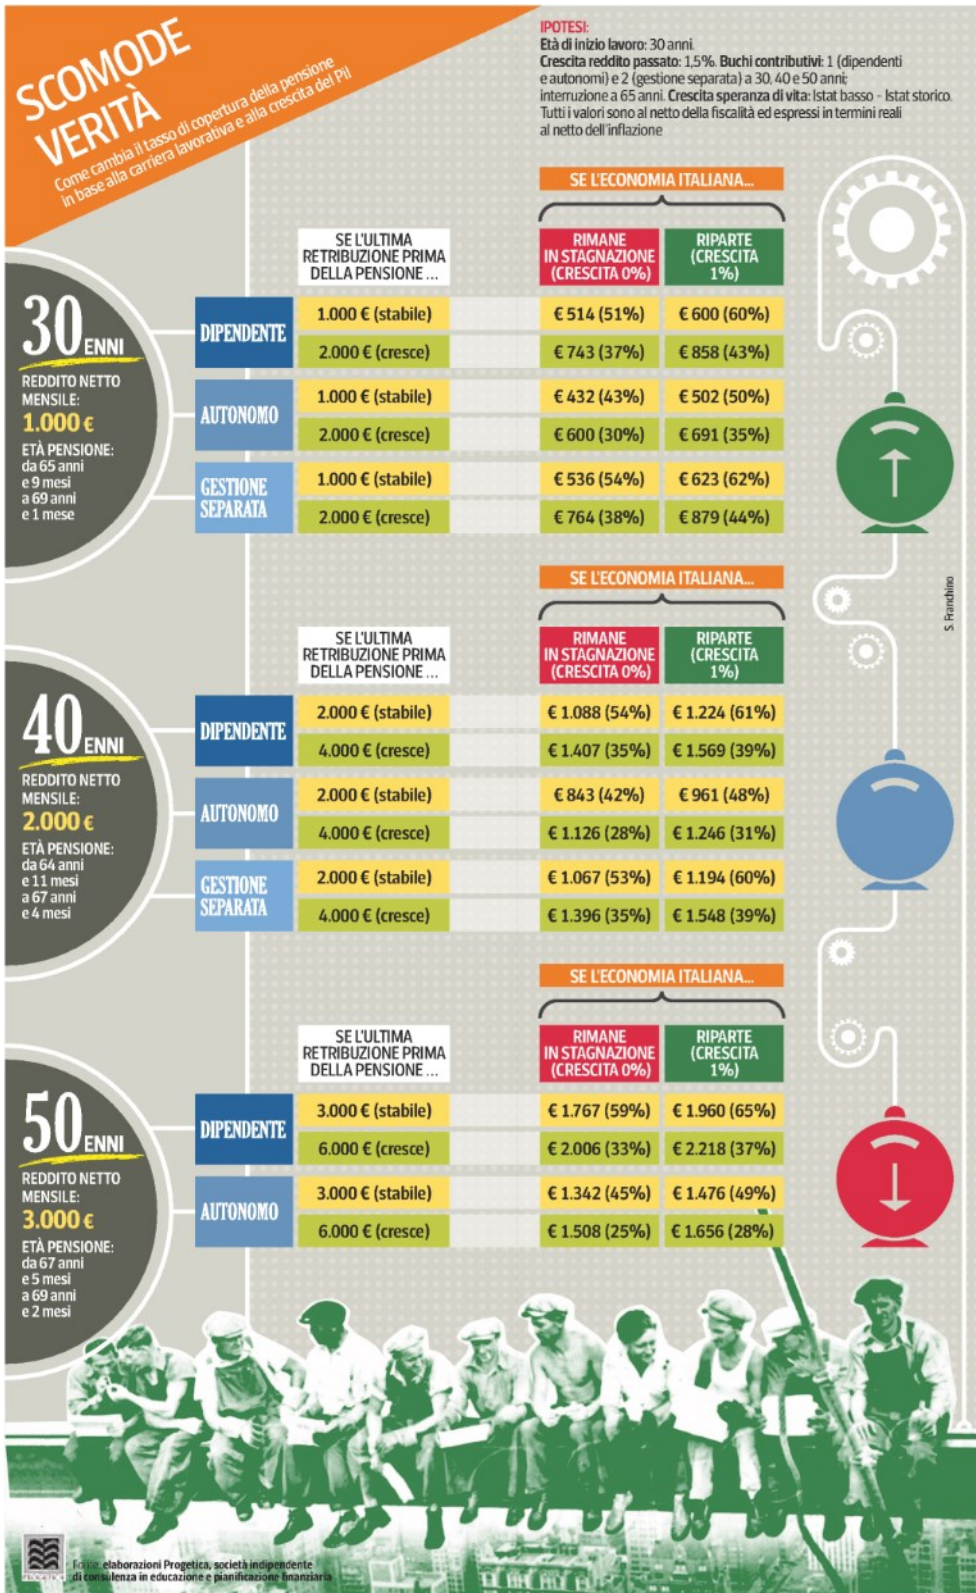 SCOMODE
VERITÀ
Come cambia il tasso di copertura della pensione
in base alla carriera lavorativa e alla crescita del Pil
IPOTESI:
Età di inizio lavoro: 30 anni.
Crescita reddito passato: 1,5%. Buchi contributivi: 1 (dipendenti
e autonomi) e 2 (gestione separata) a 30, 40 e 50 anni;
interruzione a 65 anni. Crescita speranza di vita: Istat basso - Istat storico.
Tutti i valori sono al netto della fiscalità ed espressi in termini reali
al netto dell'inflazione
SE L'ECONOMIA ITALIANA...
SE L'ULTIMA
RETRIBUZIONE PRIMA
DELLA PENSIONE ...
RIMANE
IN STAGNAZIONE
(CRESCITA 0%)
RIPARTE
(CRESCITA
1%)
30 ENNI
REDDITO NETTO
MENSILE:
1.000 €
ETÀ PENSIONE:
da 65 anni
e 9 mesi
a 69 anni
e 1 mese
DIPENDENTE
1.000 € (stabile) € 514 (51%) € 600 (60%)
2.000 € (cresce) € 743 (37%) € 858 (43%)
AUTONOMO
1.000 € (stabile) € 432 (43%) € 502 (50%)
2.000 € (cresce) € 600 (30%) € 691 (35%)
GESTIONE
SEPARATA
1.000 € (stabile) € 536 (54%) € 623 (62%)
2.000 € (cresce) € 764 (38%) € 879 (44%)
SE L'ECONOMIA ITALIANA...
SE L'ULTIMA
RETRIBUZIONE PRIMA
DELLA PENSIONE ...
RIMANE
IN STAGNAZIONE
(CRESCITA 0%)
RIPARTE
(CRESCITA
1%)
S. Franchino
40 ENNI
REDDITO NETTO
MENSILE:
2.000 €
ETÀ PENSIONE:
da 64 anni
e 11 mesi
a 67 anni
e 4 mesi
DIPENDENTE
2.000 € (stabile) € 1.088 (54%) € 1.224 (61%)
4.000 € (cresce) € 1.407 (35%) € 1.569 (39%)
AUTONOMO
2.000 € (stabile) € 843 (42%) € 961 (48%)
4.000 € (cresce) € 1.126 (28%) € 1.246 (31%)
GESTIONE
SEPARATA
2.000 € (stabile) € 1.067 (53%) € 1.194 (60%)
4.000 € (cresce) € 1.396 (35%) € 1.548 (39%)
SE L'ECONOMIA ITALIANA...
SE L'ULTIMA
RETRIBUZIONE PRIMA
DELLA PENSIONE ...
RIMANE
IN STAGNAZIONE
(CRESCITA 0%)
RIPARTE
(CRESCITA
1%)
50 ENNI
REDDITO NETTO
MENSILE:
3.000 €
ETÀ PENSIONE:
da 67 anni
e 5 mesi
a 69 anni
e 2 mesi
DIPENDENTE
3.000 € (stabile) € 1.767 (59%) € 1.960 (65%)
6.000 € (cresce) € 2.006 (33%) € 2.218 (37%)
AUTONOMO
3.000 € (stabile) € 1.342 (45%) € 1.476 (49%)
6.000 € (cresce) € 1.508 (25%) € 1.656 (28%)
PROGETICA
Fonte: elaborazioni Progetica, società indipendente
di consulenza in educazione e pianificazione finanziaria